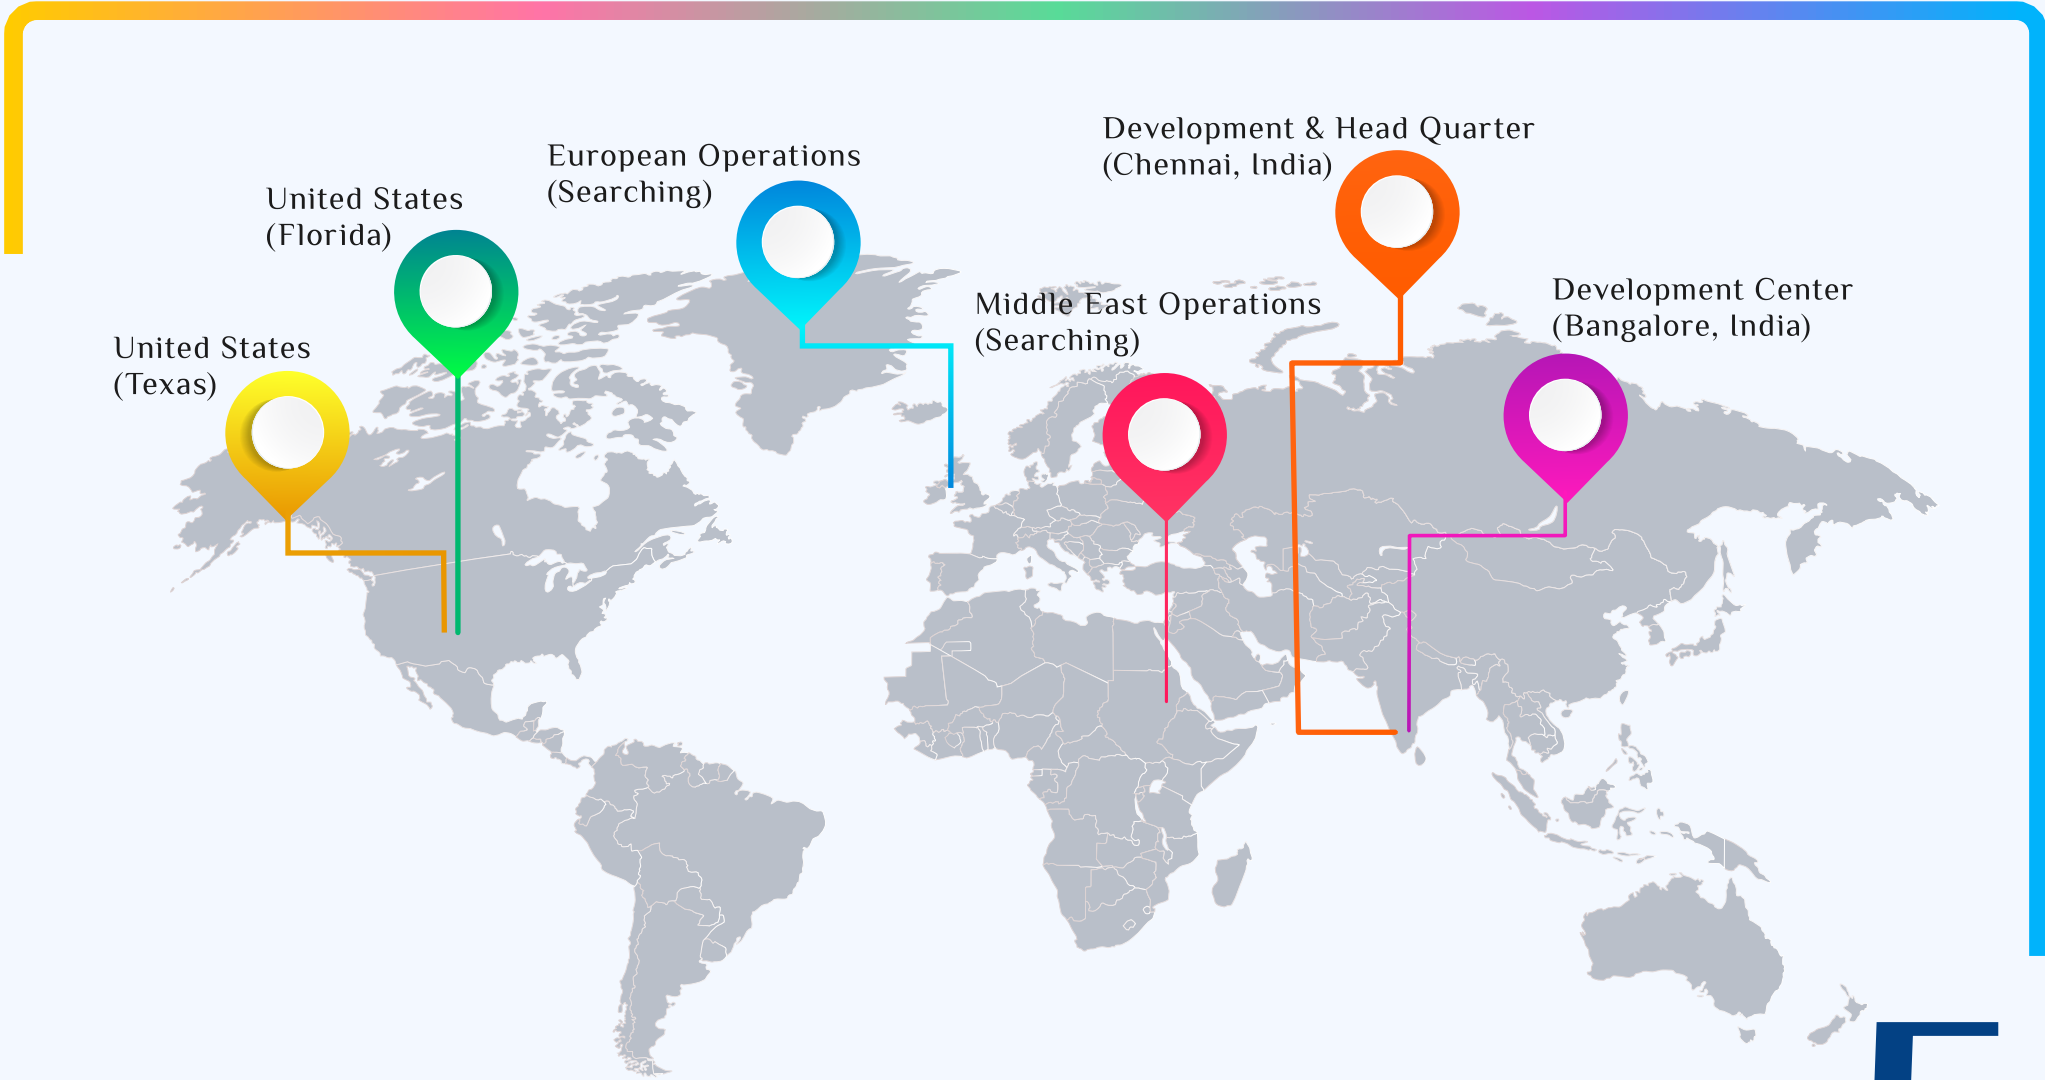 Development & Head Quarter
(Chennai, India)
European Operations
(Searching)
United States
(Florida)
Development Center
(Bangalore, India)
Middle East Operations
(Searching)
United States
(Texas)